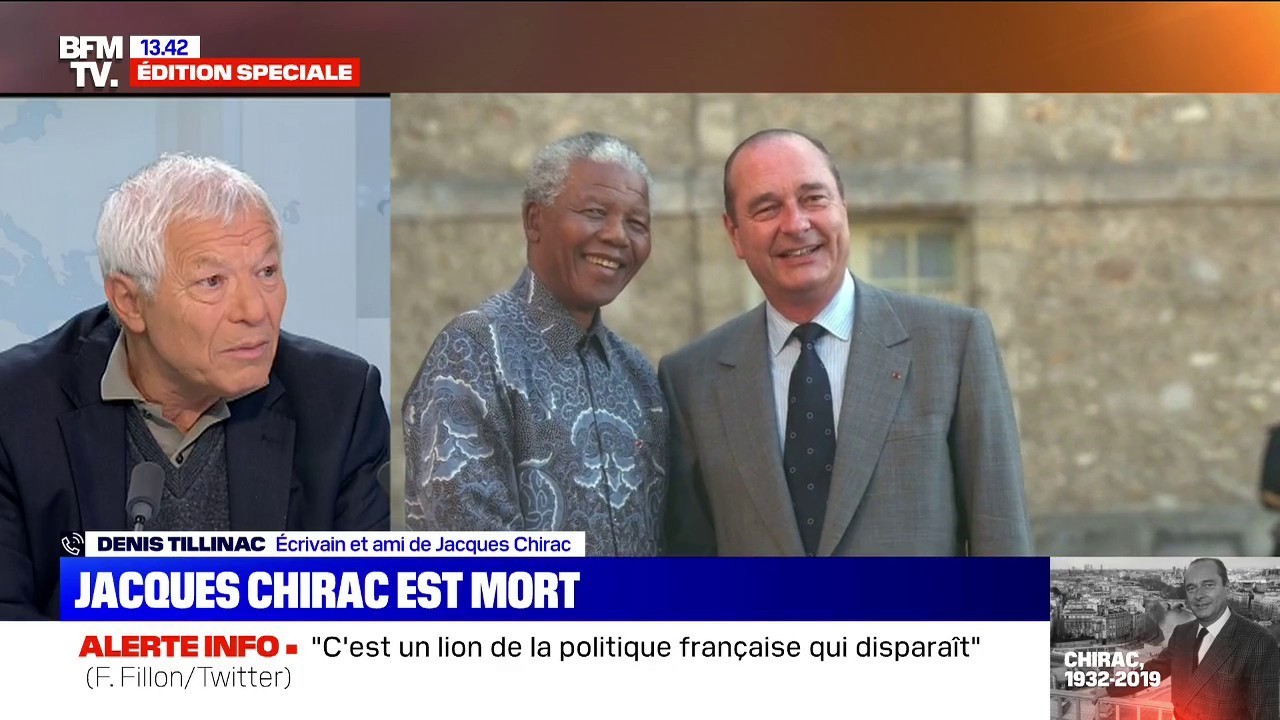 BFM
TV.
13.42
ÉDITION SPECIALE
DENIS TILLINAC Écrivain et ami de Jacques Chirac
JACQUES CHIRAC EST MORT
ALERTE INFO "C'est un lion de la politique française qui disparaît"
(F. Fillon/Twitter)
CHIRAC,
1932-2019